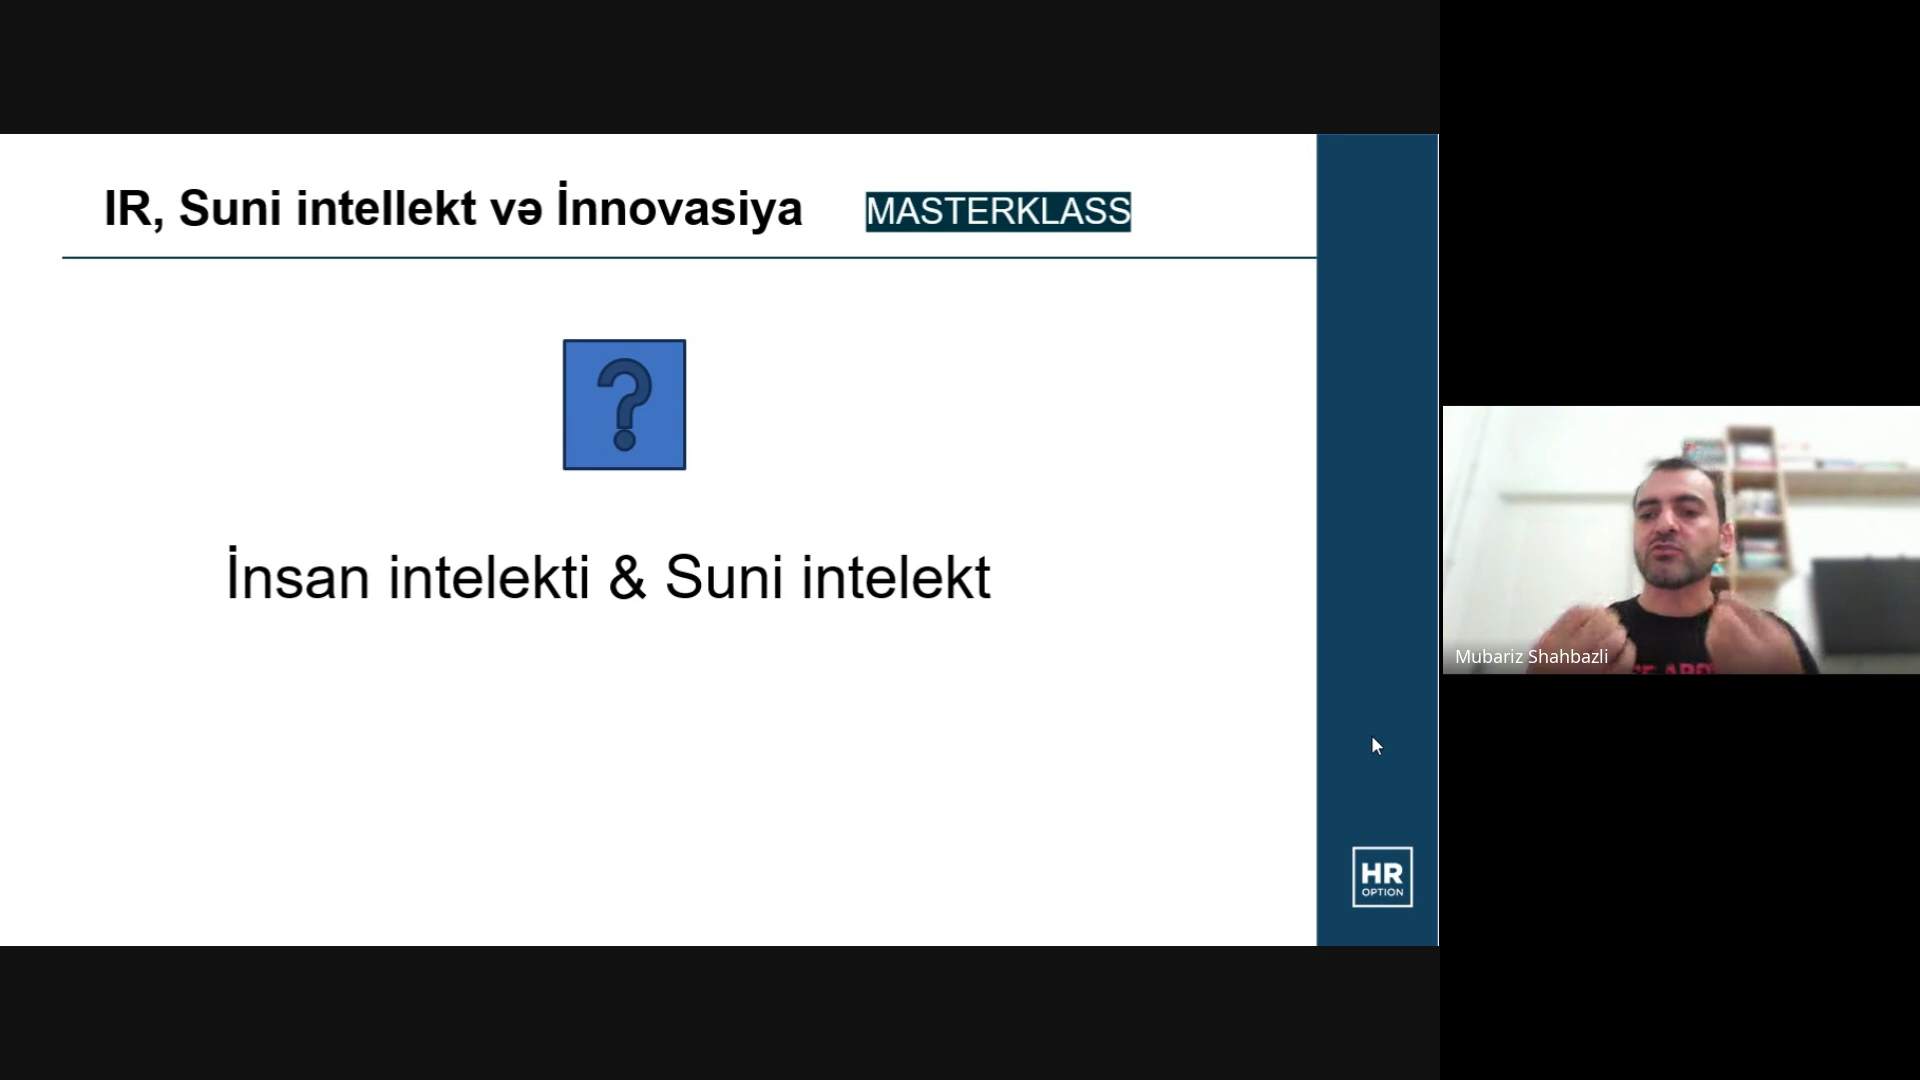 IR, Suni intellekt və İnnovasiya MASTERKLASS
?
İnsan intelekti & Suni intelekt
Mubariz Shahbazli
HR
OPTION